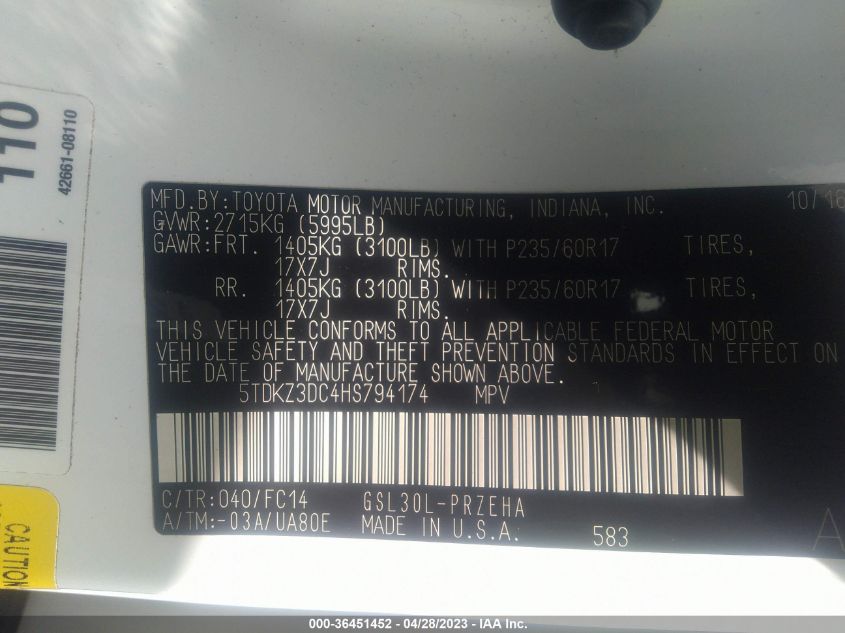 110
42661-08110
MFD.BY:TOYOTA MOTOR MANUFACTURING, INDIANA, INC. 10/16
GVWR:2715KG (5995LB)
GAWR:FRT. 1405KG (3100LB) WITH P235/60R17 TIRES,
17X7J RIMS.
RR. 1405KG (3100LB) WITH P235/60R17 TIRES,
17X7J RIMS.
THIS VEHICLE CONFORMS TO ALL APPLICABLE FEDERAL MOTOR
VEHICLE SAFETY AND THEFT PREVENTION STANDARDS IN EFFECT ON
THE DATE OF MANUFACTURE SHOWN ABOVE.
5TDKZ3DC4HS794174 MPV
C/TR:040/FC14 GSL30L-PRZEHA
A/TM:-03A/UA80E MADE IN U.S.A. 583 A
CAUTION
000-36451452 - 04/28/2023 - IAA Inc.